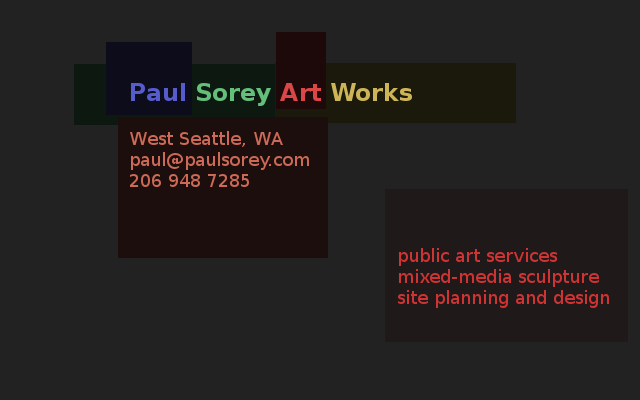 Paul Sorey Art Works
West Seattle, WA
paul@paulsorey.com
206 948 7285
public art services
mixed-media sculpture
site planning and design